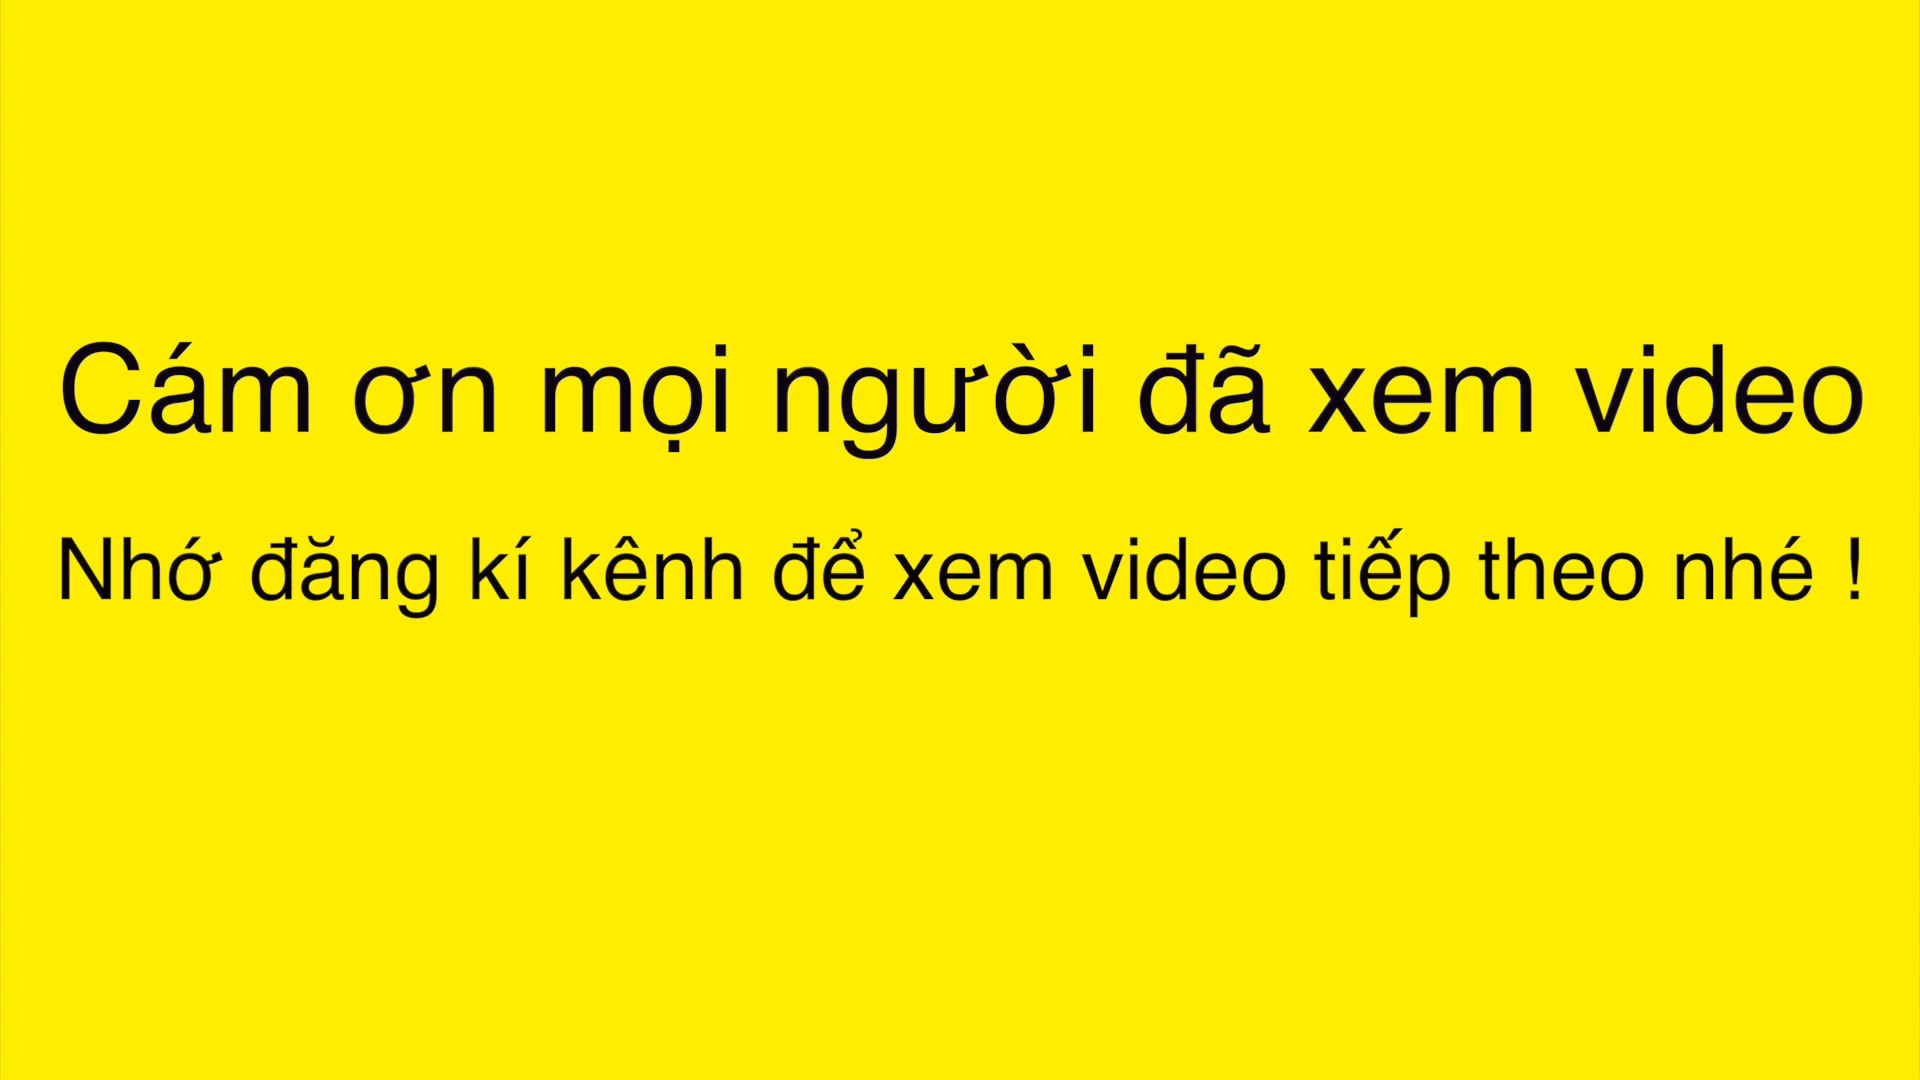 Cám ơn mọi người đã xem video
Nhớ đăng kí kênh để xem video tiếp theo nhé !